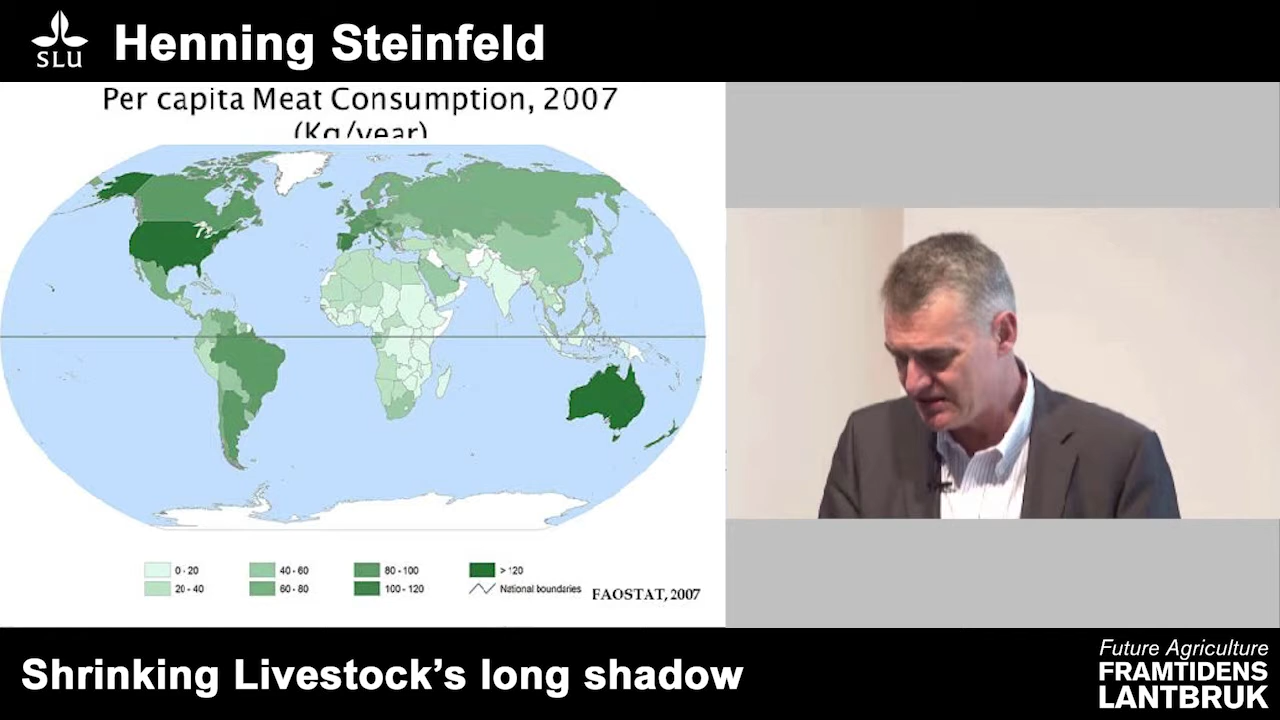 SLU
Henning Steinfeld
Per capita Meat Consumption, 2007
(Kg/year)
0 - 20
20 - 40
40 - 60
60 - 80
80 - 100
100 - 120
> 120
National boundaries
FAOSTAT, 2007
Shrinking Livestock’s long shadow
Future Agriculture
FRAMTIDENS
LANTBRUK